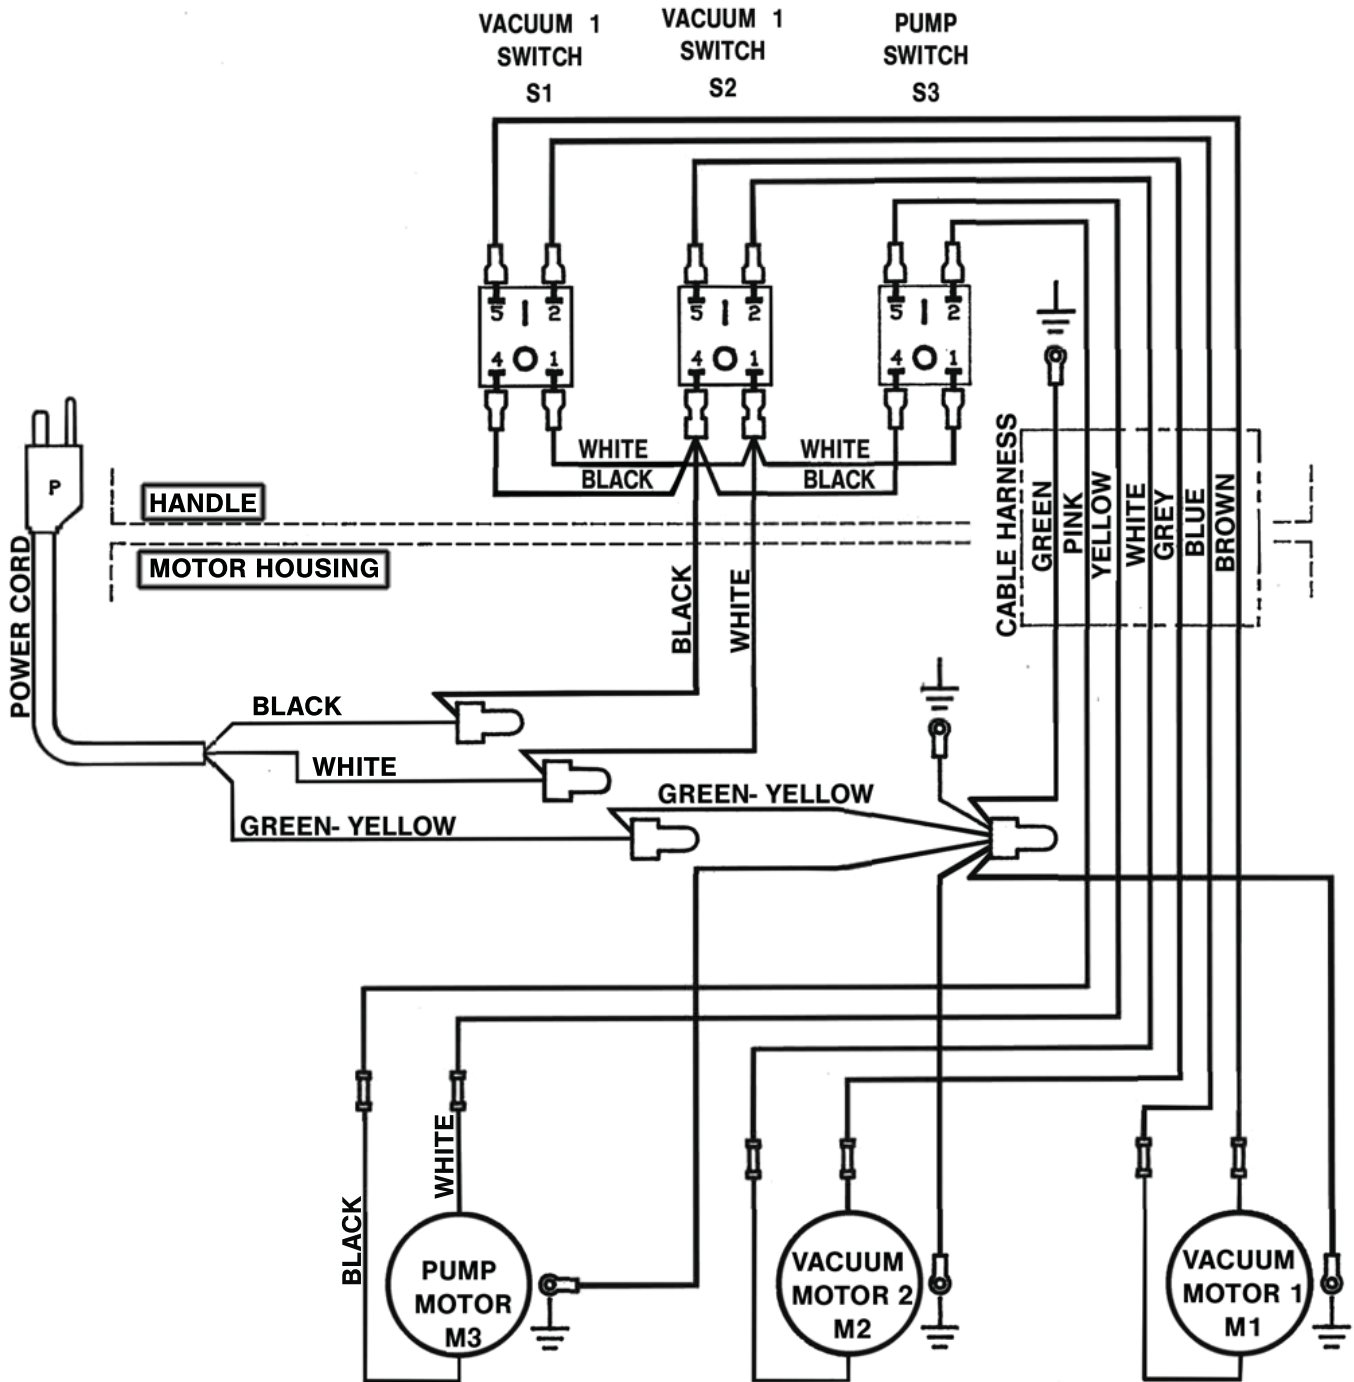 VACUUM 1
SWITCH
S1
VACUUM 1
SWITCH
S2
PUMP
SWITCH
S3
5 2
4 1
5 2
4 1
5 2
4 1
WHITE
BLACK
WHITE
BLACK
P
HANDLE
MOTOR HOUSING
POWER CORD
CABLE HARNESS
GREEN
PINK
YELLOW
WHITE
GREY
BLUE
BROWN
BLACK
WHITE
BLACK
WHITE
GREEN- YELLOW
GREEN- YELLOW
BLACK
WHITE
PUMP
MOTOR
M3
VACUUM
MOTOR 2
M2
VACUUM
MOTOR 1
M1